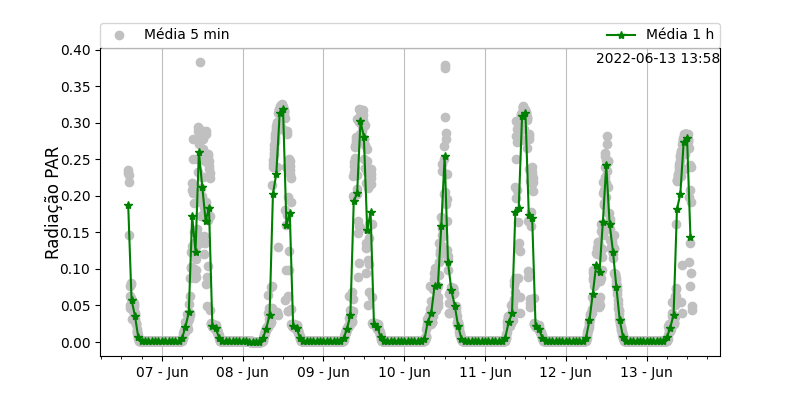 Média 5 min
Média 1 h
2022-06-13 13:58
Radiação PAR
0.40
0.35
0.30
0.25
0.20
0.15
0.10
0.05
0.00
07 - Jun
08 - Jun
09 - Jun
10 - Jun
11 - Jun
12 - Jun
13 - Jun